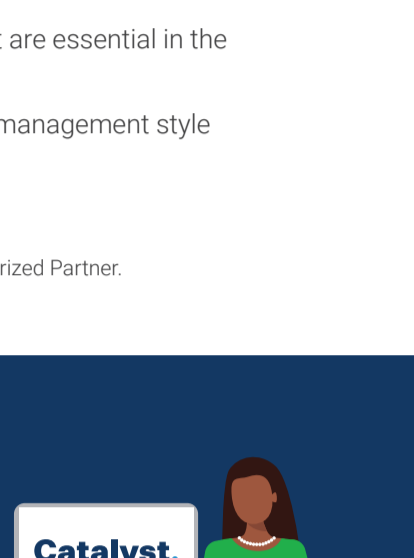 are essential in the
management style
rized Partner.
Catalyst.